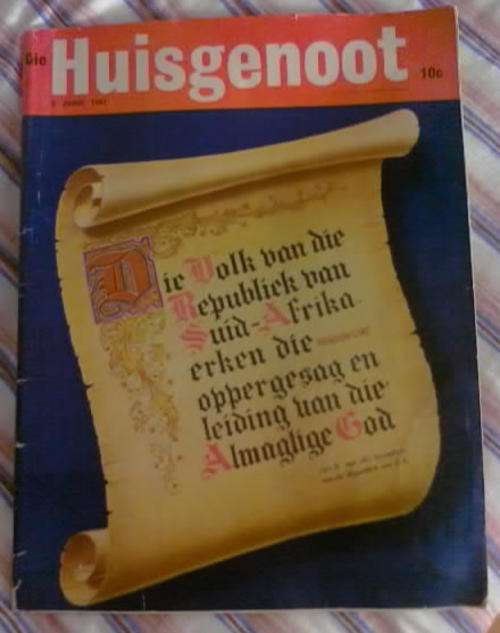 Die Huisgenoot
10c
Die Volk van die
Republiek van
Suid-Afrika
erken die
oppergesag en
leiding van die
Almagtige God